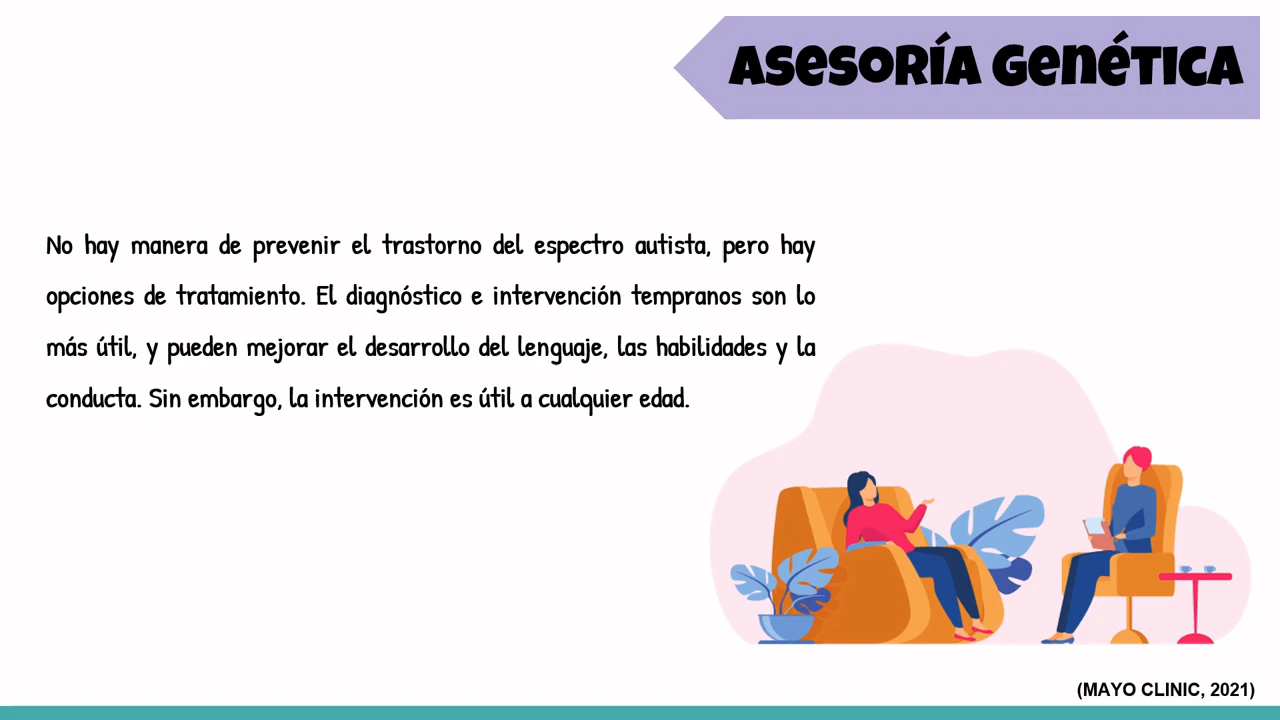 Asesoría Genética
No hay manera de prevenir el trastorno del espectro autista, pero hay
opciones de tratamiento. El diagnóstico e intervención tempranos son lo
más útil, y pueden mejorar el desarrollo del lenguaje, las habilidades y la
conducta. Sin embargo, la intervención es útil a cualquier edad.
(MAYO CLINIC, 2021)